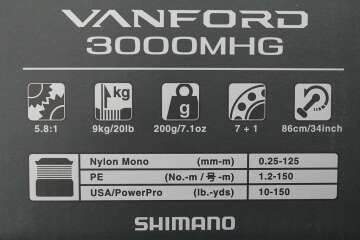 VANFORD
3000MHG
kg
g
5.8:1 9kg/20lb 200g/7.1oz 7 + 1 86cm/34inch
Nylon Mono (mm-m) 0.25-125
PE (No.-m / 号-m) 1.2-150
USA/PowerPro (lb.-yds) 10-150
SHIMANO